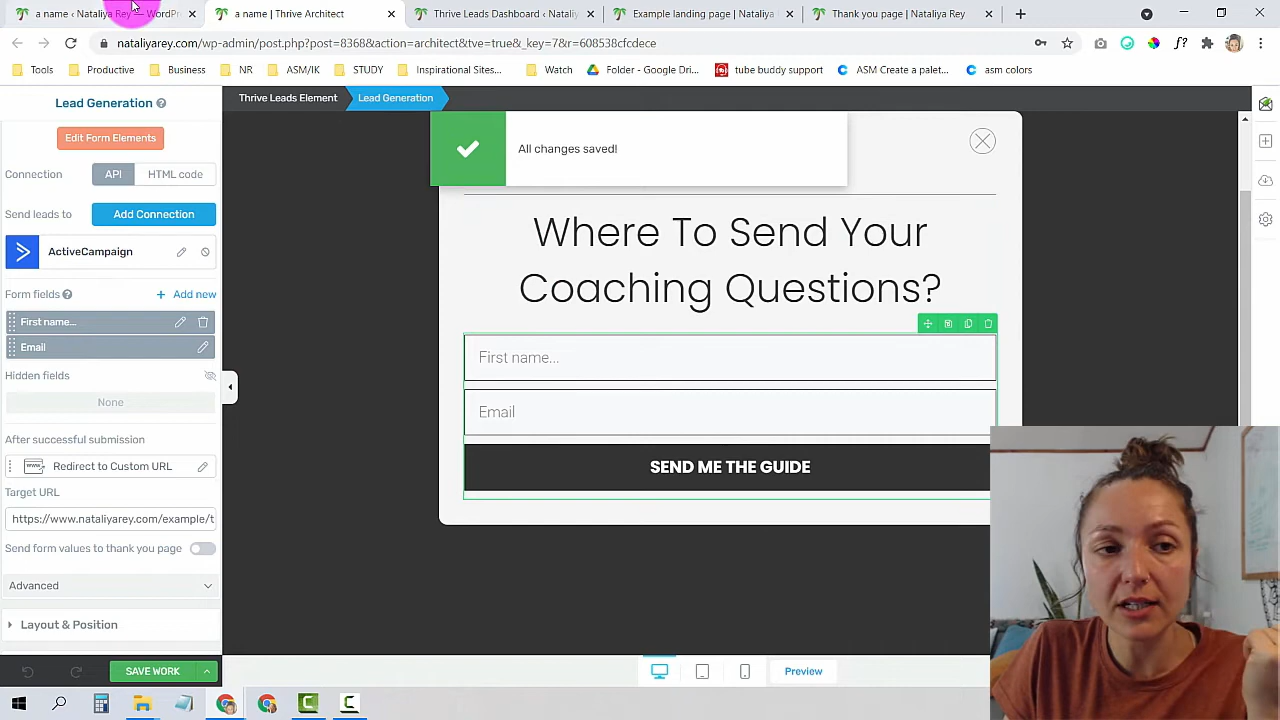 a name ‹ Nataliya Rey — WordPr
a name | Thrive Architect
Thrive Leads Dashboard ‹ Nataliy
Example landing page | Nataliya
Thank you page | Nataliya Rey
nataliyarey.com/wp-admin/post.php?post=8368&action=architect&tve=true&_key=7&r=608538cfcdece
Tools
Productive
Business
NR
ASM/IK
STUDY
Inspirational Sites...
Watch
Folder - Google Dri...
tube buddy support
ASM Create a palet...
asm colors
Lead Generation
Thrive Leads Element
Lead Generation
Edit Form Elements
All changes saved!
Connection
API
HTML code
Send leads to
Add Connection
ActiveCampaign
Where To Send Your
Coaching Questions?
Form fields
+ Add new
First name...
Email
Hidden fields
None
First name...
Email
SEND ME THE GUIDE
After successful submission
Redirect to Custom URL
Target URL
https://www.nataliyarey.com/example/t
Send form values to thank you page
Advanced
Layout & Position
SAVE WORK
Preview